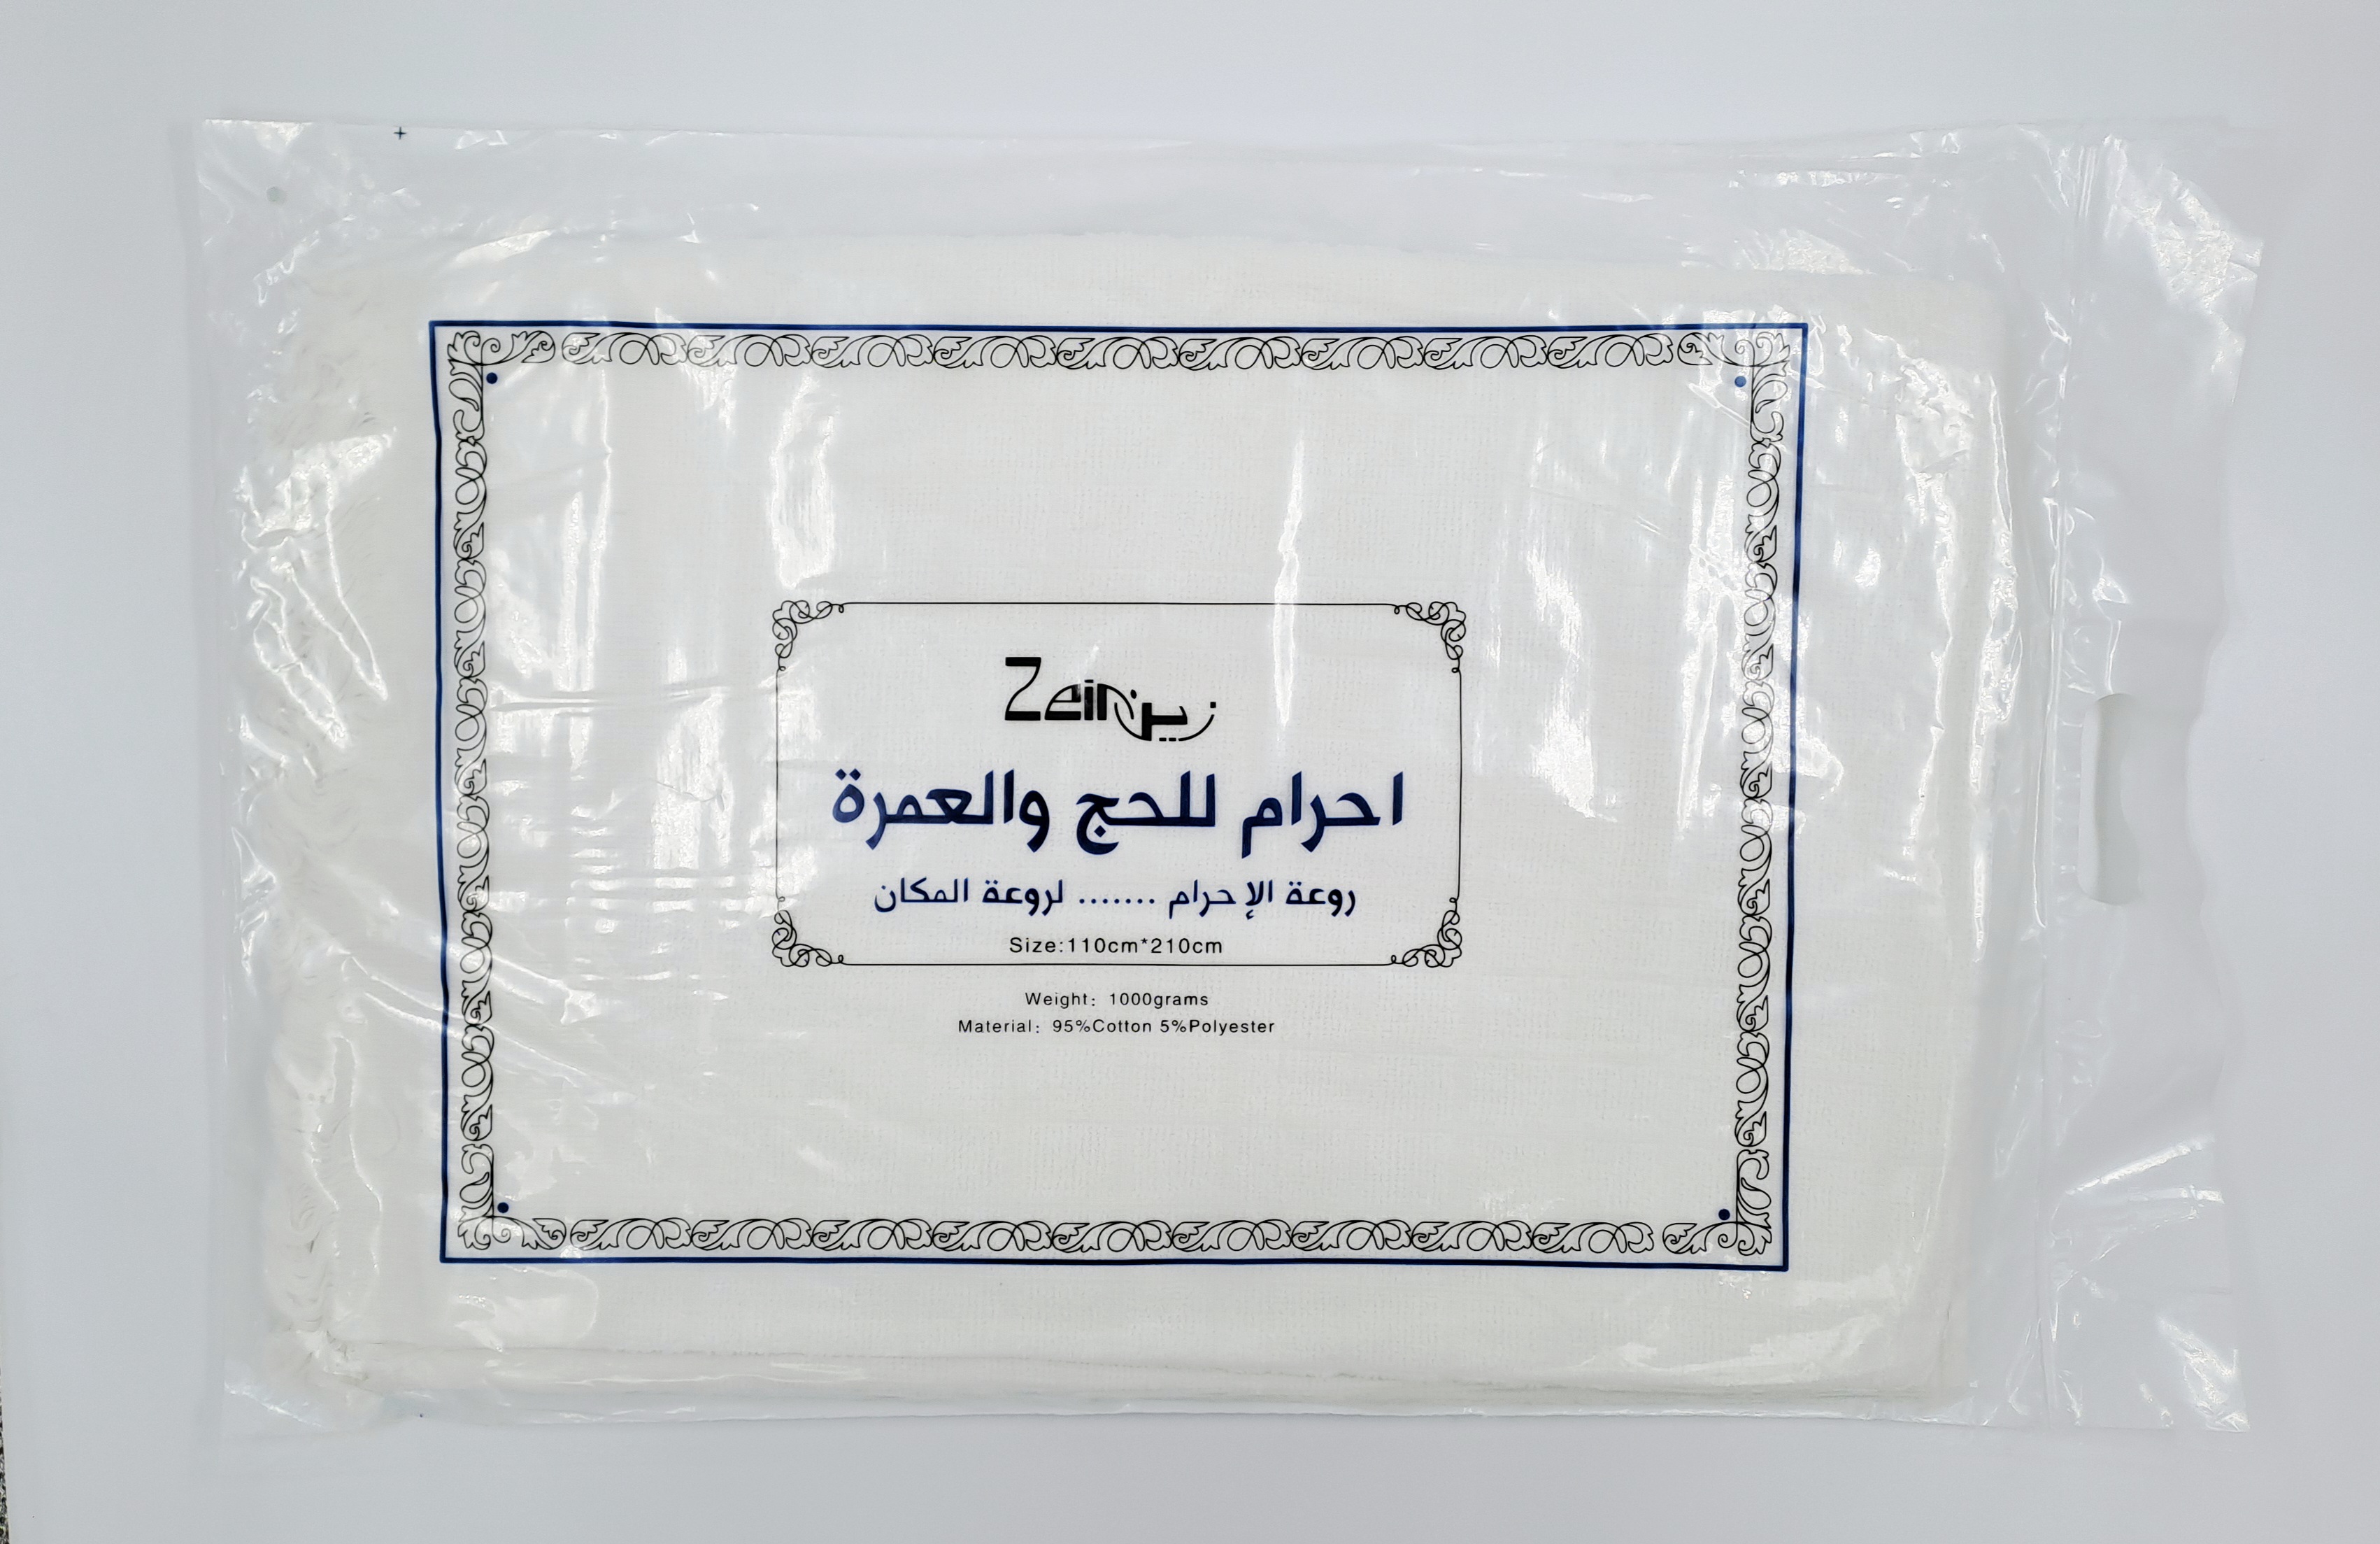 Zein زين
احرام للحج والعمرة
روعة الإحرام ....... لروعة المكان
Size:110cm*210cm
Weight: 1000grams
Material: 95%Cotton 5%Polyester